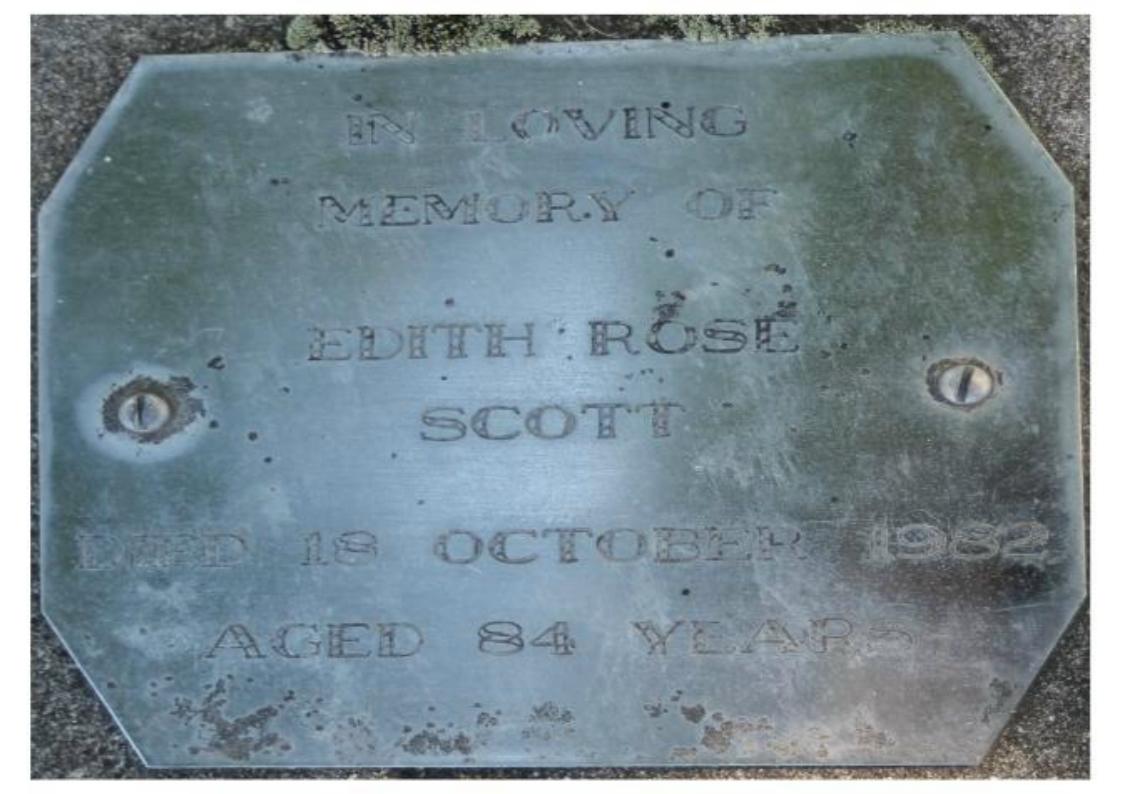 IN LOVING
MEMORY OF
EDITH ROSE
SCOTT
DIED 18 OCTOBER 1982
AGED 84 YEARS